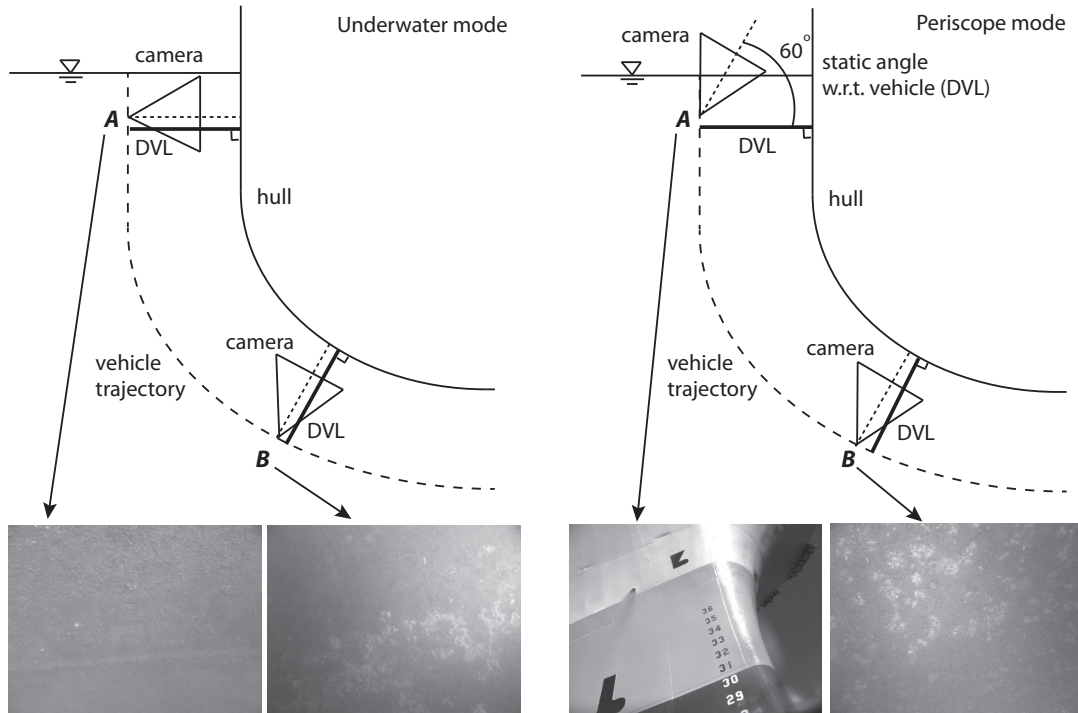 Underwater mode
camera
A
DVL
hull
camera
vehicle
trajectory
DVL
B
Periscope mode
camera
60°
static angle
w.r.t. vehicle (DVL)
A
DVL
hull
camera
vehicle
trajectory
DVL
B
36
35
34
33
32
31
30
29